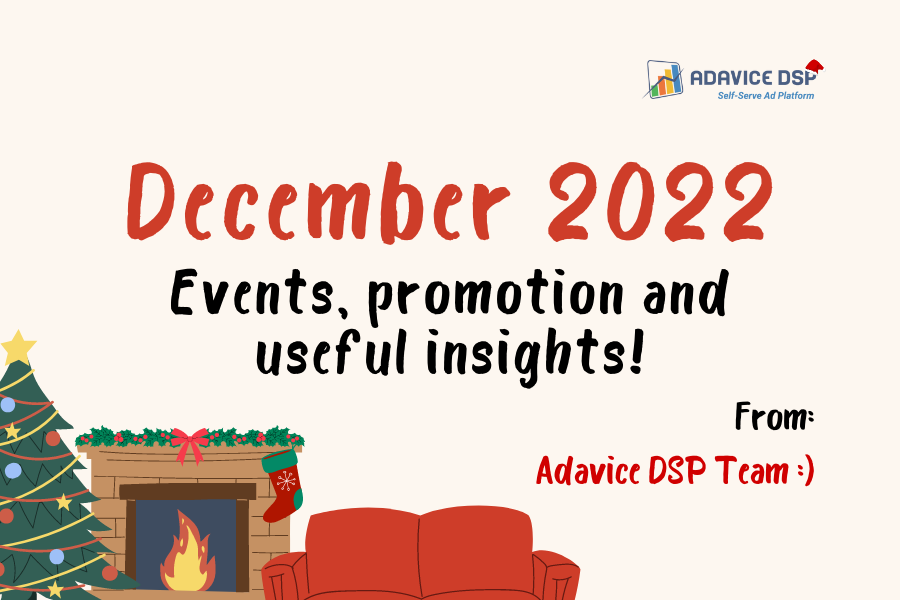 ADAVICE DSP
Self-Serve Ad Platform
December 2022
Events, promotion and
useful insights!
From:
Adavice DSP Team :)